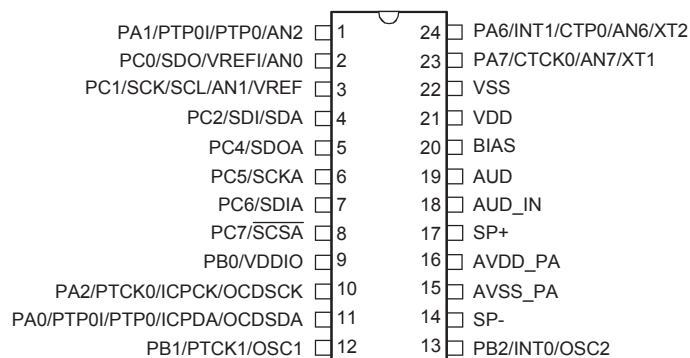 PA1/PTP0I/PTP0/AN2 1 24 PA6/INT1/CTP0/AN6/XT2
PC0/SDO/VREFI/AN0 2 23 PA7/CTCK0/AN7/XT1
PC1/SCK/SCL/AN1/VREF 3 22 VSS
PC2/SDI/SDA 4 21 VDD
PC4/SDOA 5 20 BIAS
PC5/SCKA 6 19 AUD
PC6/SDIA 7 18 AUD_IN
PC7/SCSA 8 17 SP+
PB0/VDDIO 9 16 AVDD_PA
PA2/PTCK0/ICPCK/OCDSCK 10 15 AVSS_PA
PA0/PTP0I/PTP0/ICPDA/OCDSDA 11 14 SP-
PB1/PTCK1/OSC1 12 13 PB2/INT0/OSC2